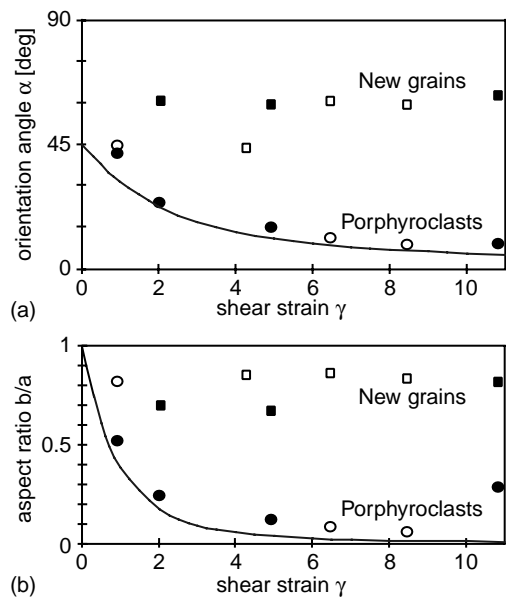 90
45
0
orientation angle α [deg]
New grains
Porphyroclasts
0 2 4 6 8 10
(a)
shear strain γ
1
0.5
0
aspect ratio b/a
New grains
Porphyroclasts
0 2 4 6 8 10
(b)
shear strain γ